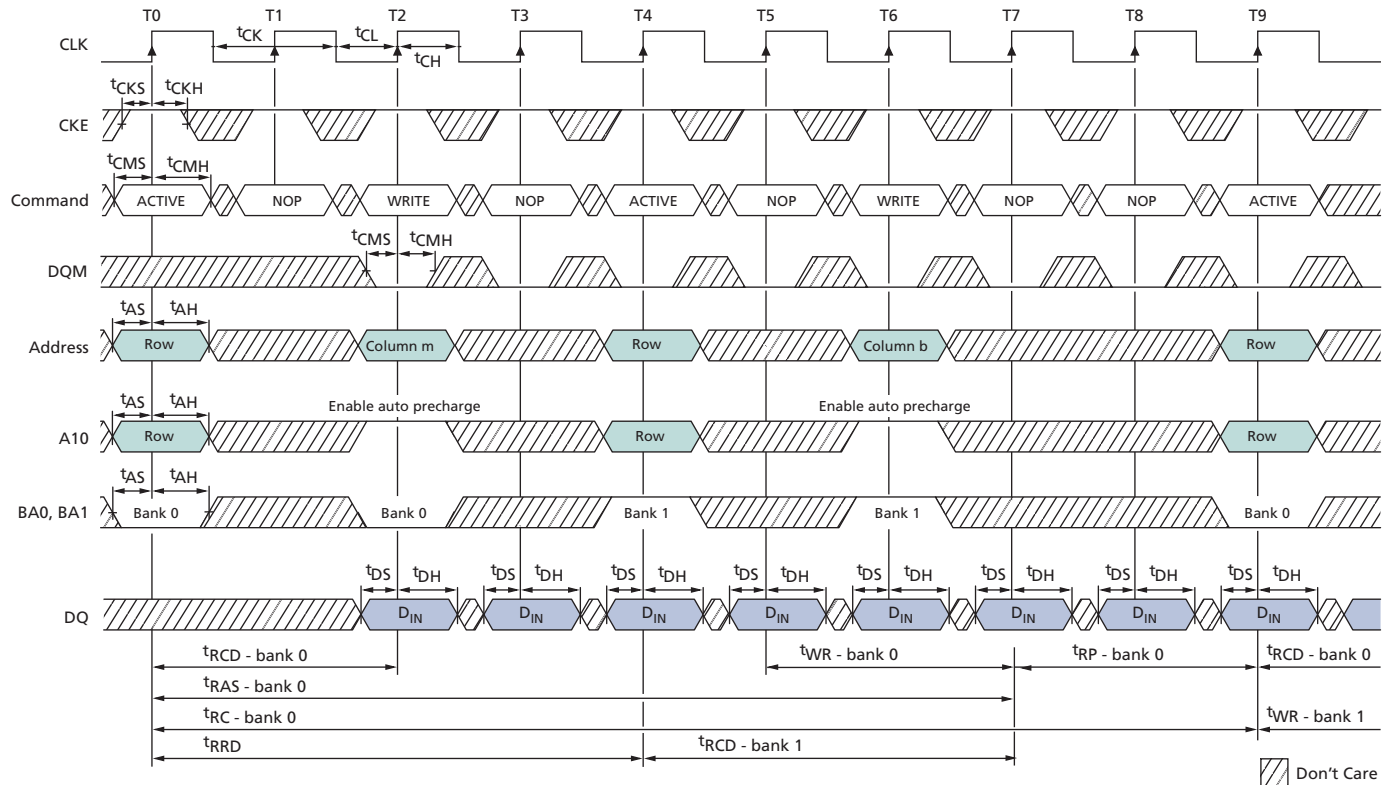 T0 T1 T2 T3 T4 T5 T6 T7 T8 T9
CLK tCK tCL tCH
tCKS tCKH
CKE
tCMS tCMH
Command ACTIVE NOP WRITE NOP ACTIVE NOP WRITE NOP NOP ACTIVE
tCMS tCMH
DQM
tAS tAH
Address Row Column m Row Column b Row
tAS tAH Enable auto precharge Enable auto precharge
A10 Row Row Row
tAS tAH
BA0, BA1 Bank 0 Bank 0 Bank 1 Bank 1 Bank 0
tDS tDH tDS tDH tDS tDH tDS tDH tDS tDH tDS tDH tDS tDH tDS tDH
DQ DIN DIN DIN DIN DIN DIN DIN DIN
tRCD - bank 0 tWR - bank 0 tRP - bank 0 tRCD - bank 0
tRAS - bank 0
tRC - bank 0 tWR - bank 1
tRRD tRCD - bank 1
Don't Care